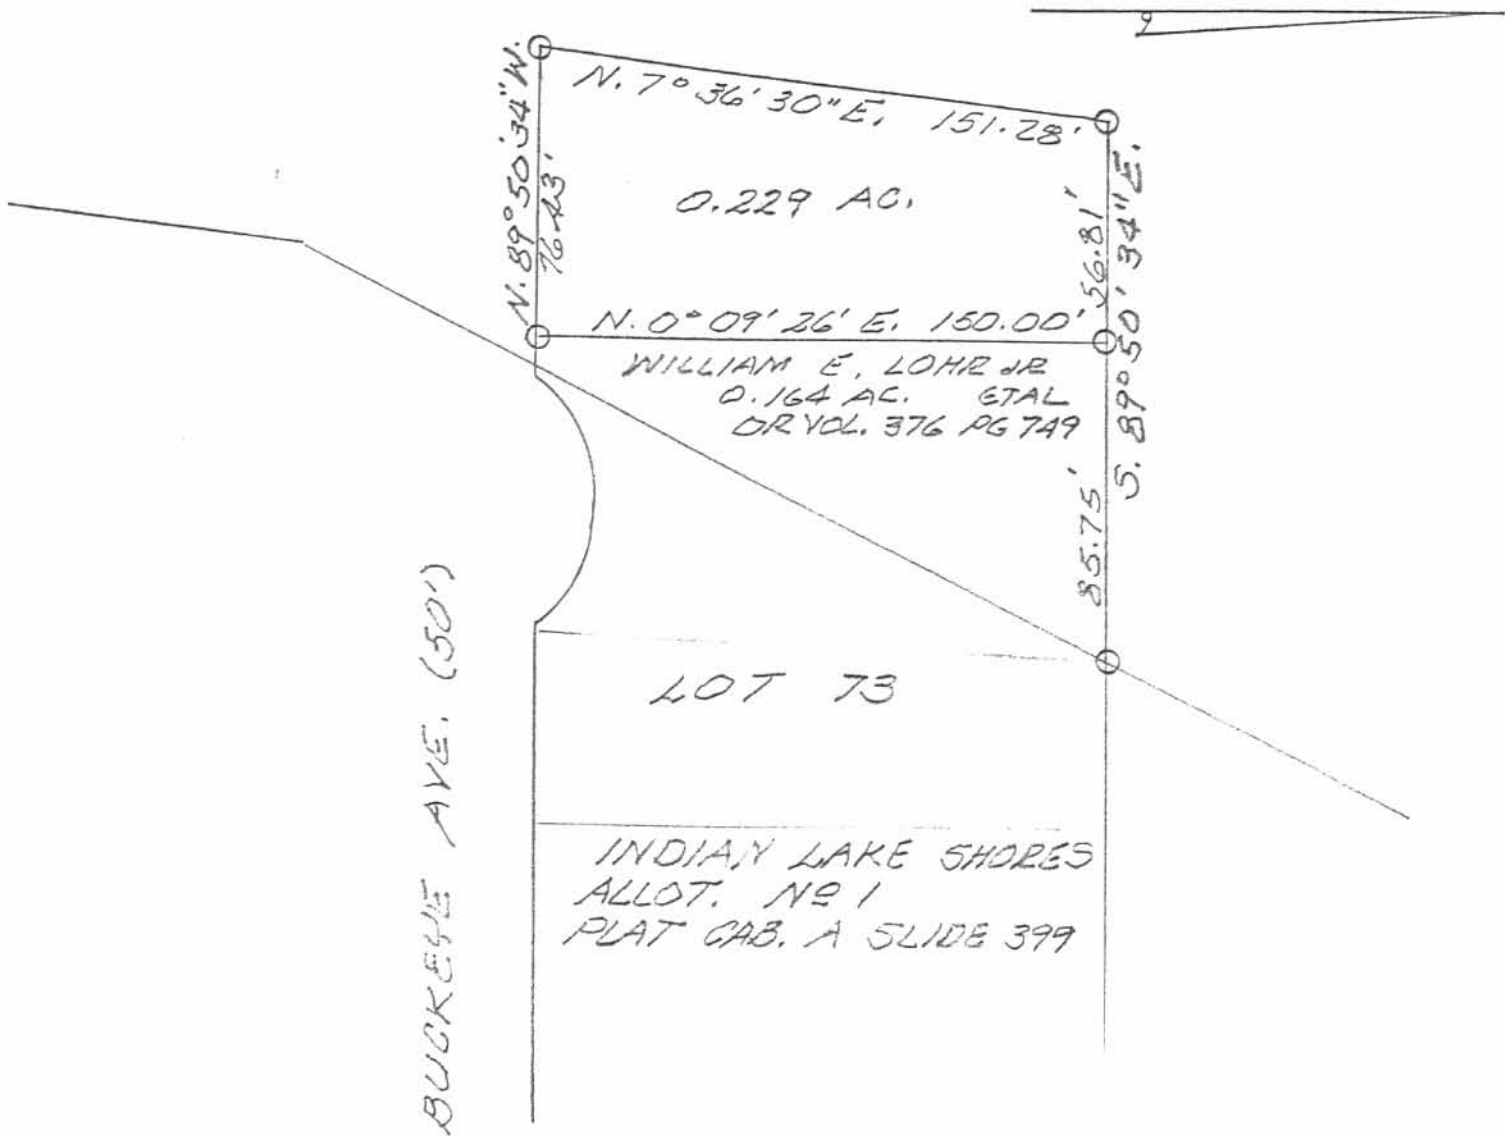 N. 7° 36' 30" E. 151.28'
N. 89° 50' 34" W.
76.43'
0.229 AC.
56.81'
S. 89° 50' 34" E.
N. 0° 09' 26' E. 150.00'
WILLIAM E. LOHR JR
0.164 AC. ETAL
OR VOL. 376 PG 749
85.75'
LOT 73
BUCKEYE AVE. (50')
INDIAN LAKE SHORES
ALLOT. Nº 1
PLAT CAB. A SLIDE 399